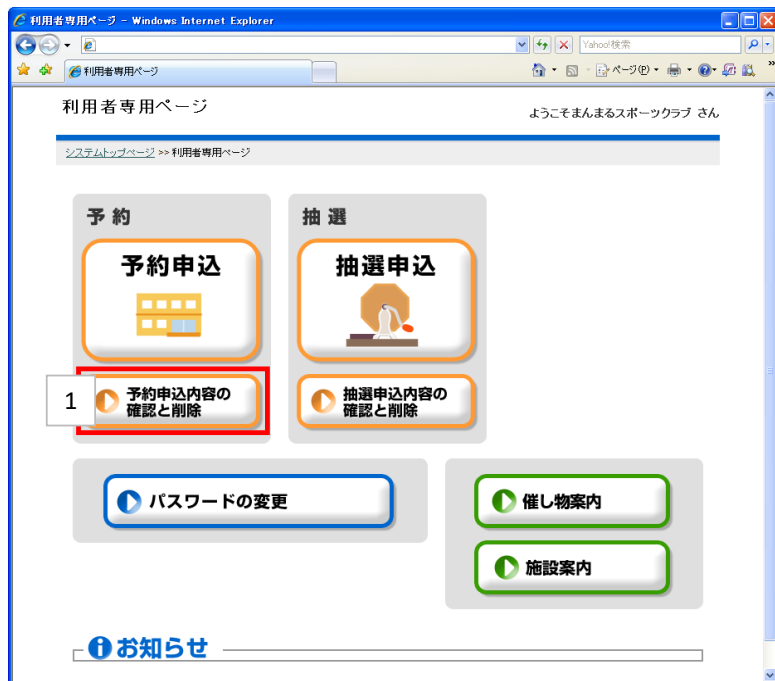 利用者専用ページ - Windows Internet Explorer
Yahoo!検索
利用者専用ページ
ページ(P)
利用者専用ページ
ようこそまんまるスポーツクラブ さん
システムトップページ >> 利用者専用ページ
予約
抽選
予約申込
抽選申込
1
予約申込内容の
確認と削除
抽選申込内容の
確認と削除
パスワードの変更
催し物案内
施設案内
お知らせ